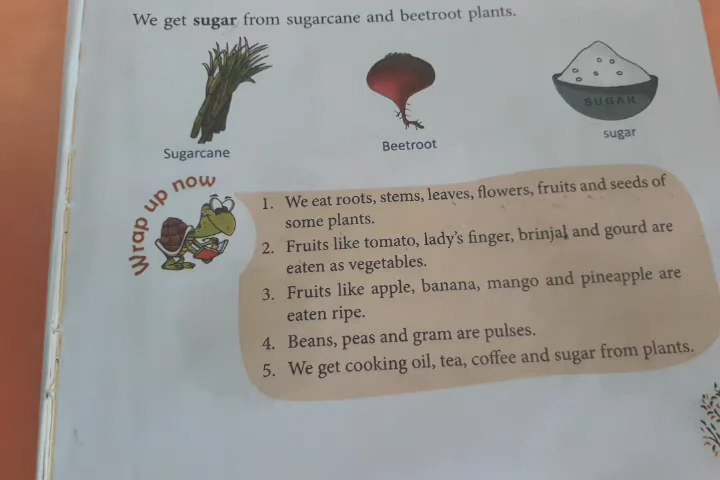 We get sugar from sugarcane and beetroot plants.
SUGAR
Sugarcane
Beetroot
sugar
Wrap up now
1. We eat roots, stems, leaves, flowers, fruits and seeds of
some plants.
2. Fruits like tomato, lady's finger, brinjal and gourd are
eaten as vegetables.
3. Fruits like apple, banana, mango and pineapple are
eaten ripe.
4. Beans, peas and gram are pulses.
5. We get cooking oil, tea, coffee and sugar from plants.